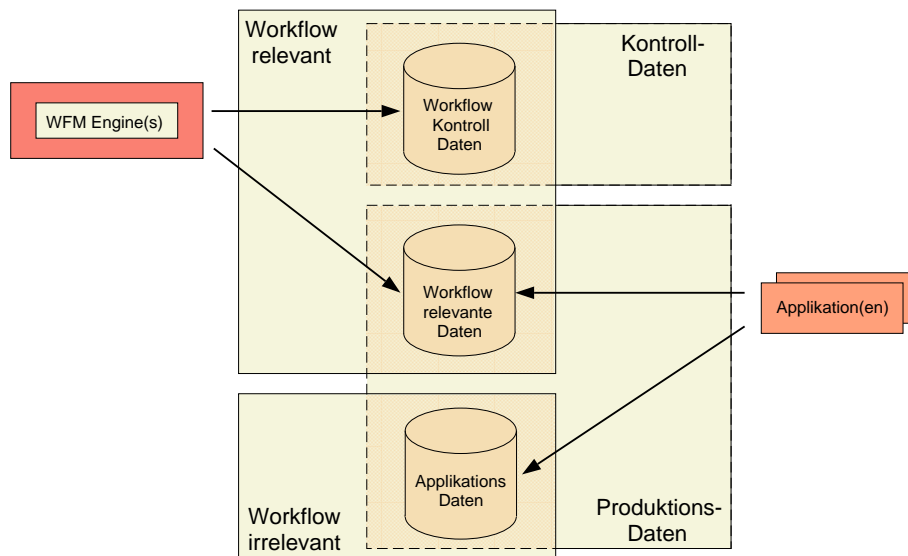 Workflow
relevant
Kontroll-
Daten
Workflow
Kontroll
Daten
WFM Engine(s)
Workflow
relevante
Daten
Applikation(en)
Applikations
Daten
Workflow
irrelevant
Produktions-
Daten